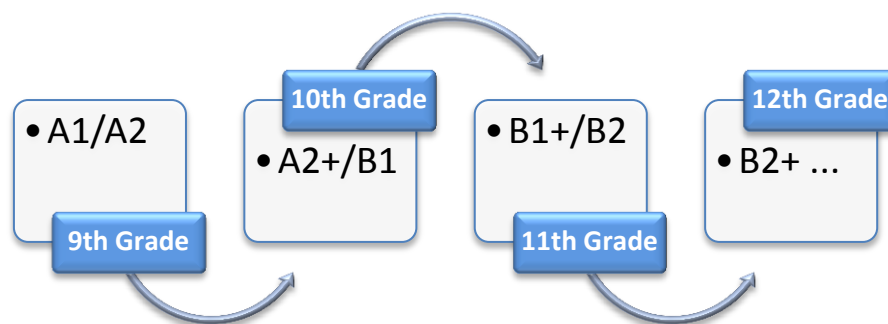 • A1/A2
9th Grade
10th Grade
• A2+/B1
• B1+/B2
11th Grade
12th Grade
• B2+ ...